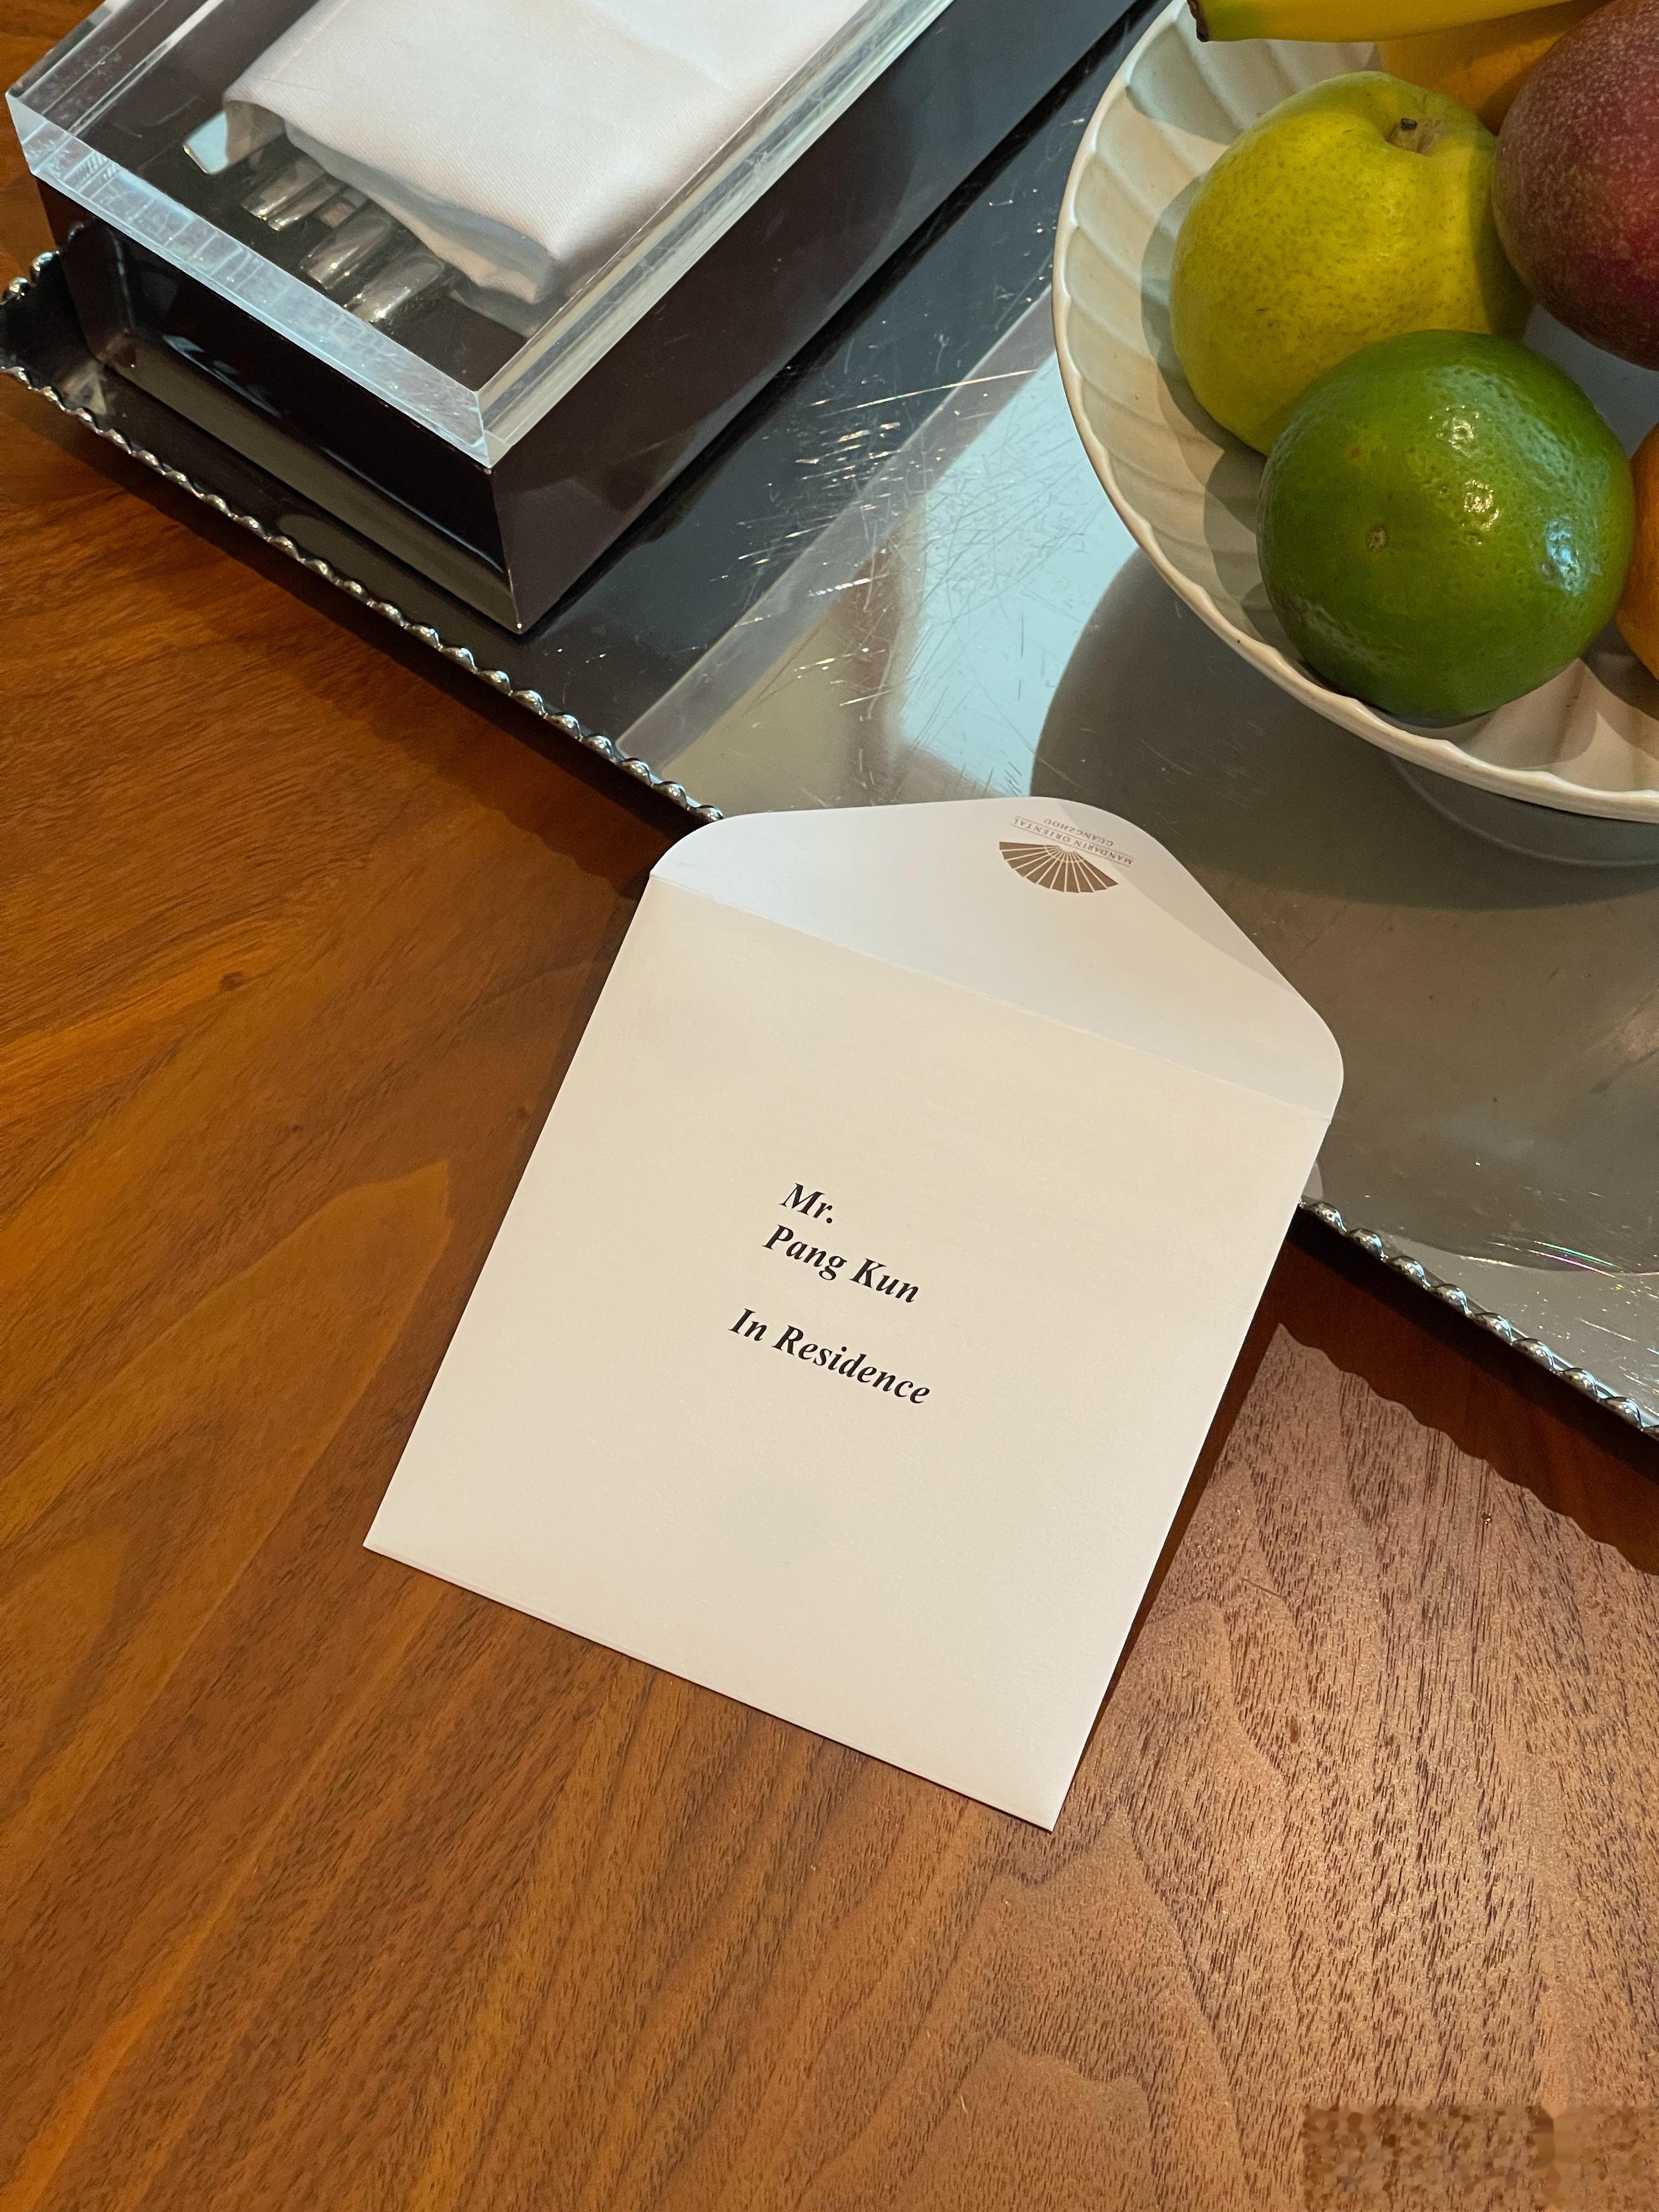 MANDARIN ORIENTAL
GUANGZHOU
Mr.
Pang Kun
In Residence